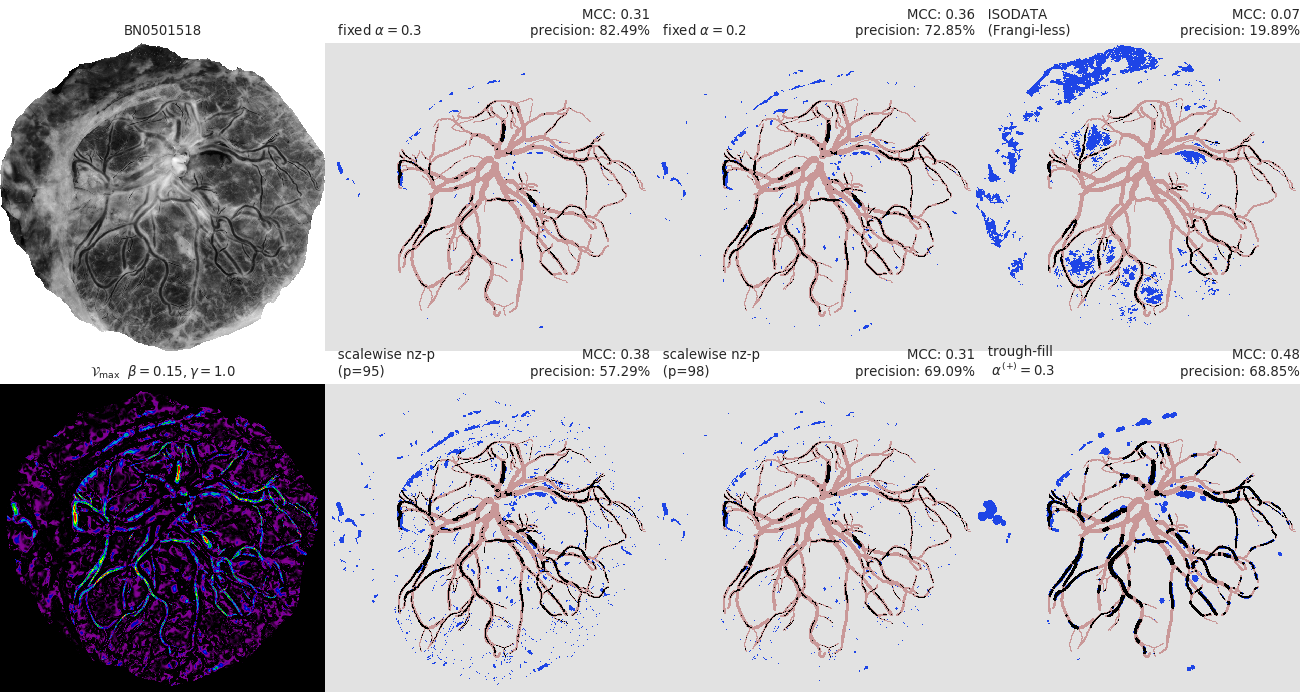 BN0501518
fixed α = 0.3
MCC: 0.31
precision: 82.49%
fixed α = 0.2
MCC: 0.36
precision: 72.85%
ISODATA
(Frangi-less)
MCC: 0.07
precision: 19.89%
𝒱max β = 0.15, γ = 1.0
scalewise nz-p
(p=95)
MCC: 0.38
precision: 57.29%
scalewise nz-p
(p=98)
MCC: 0.31
precision: 69.09%
trough-fill
α(+) = 0.3
MCC: 0.48
precision: 68.85%